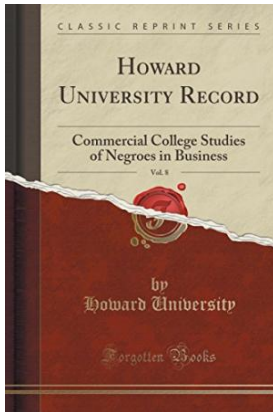 CLASSIC REPRINT SERIES
HOWARD
UNIVERSITY RECORD
Commercial College Studies
of Negroes in Business
Vol. 8
by
Howard University
Forgotten Books